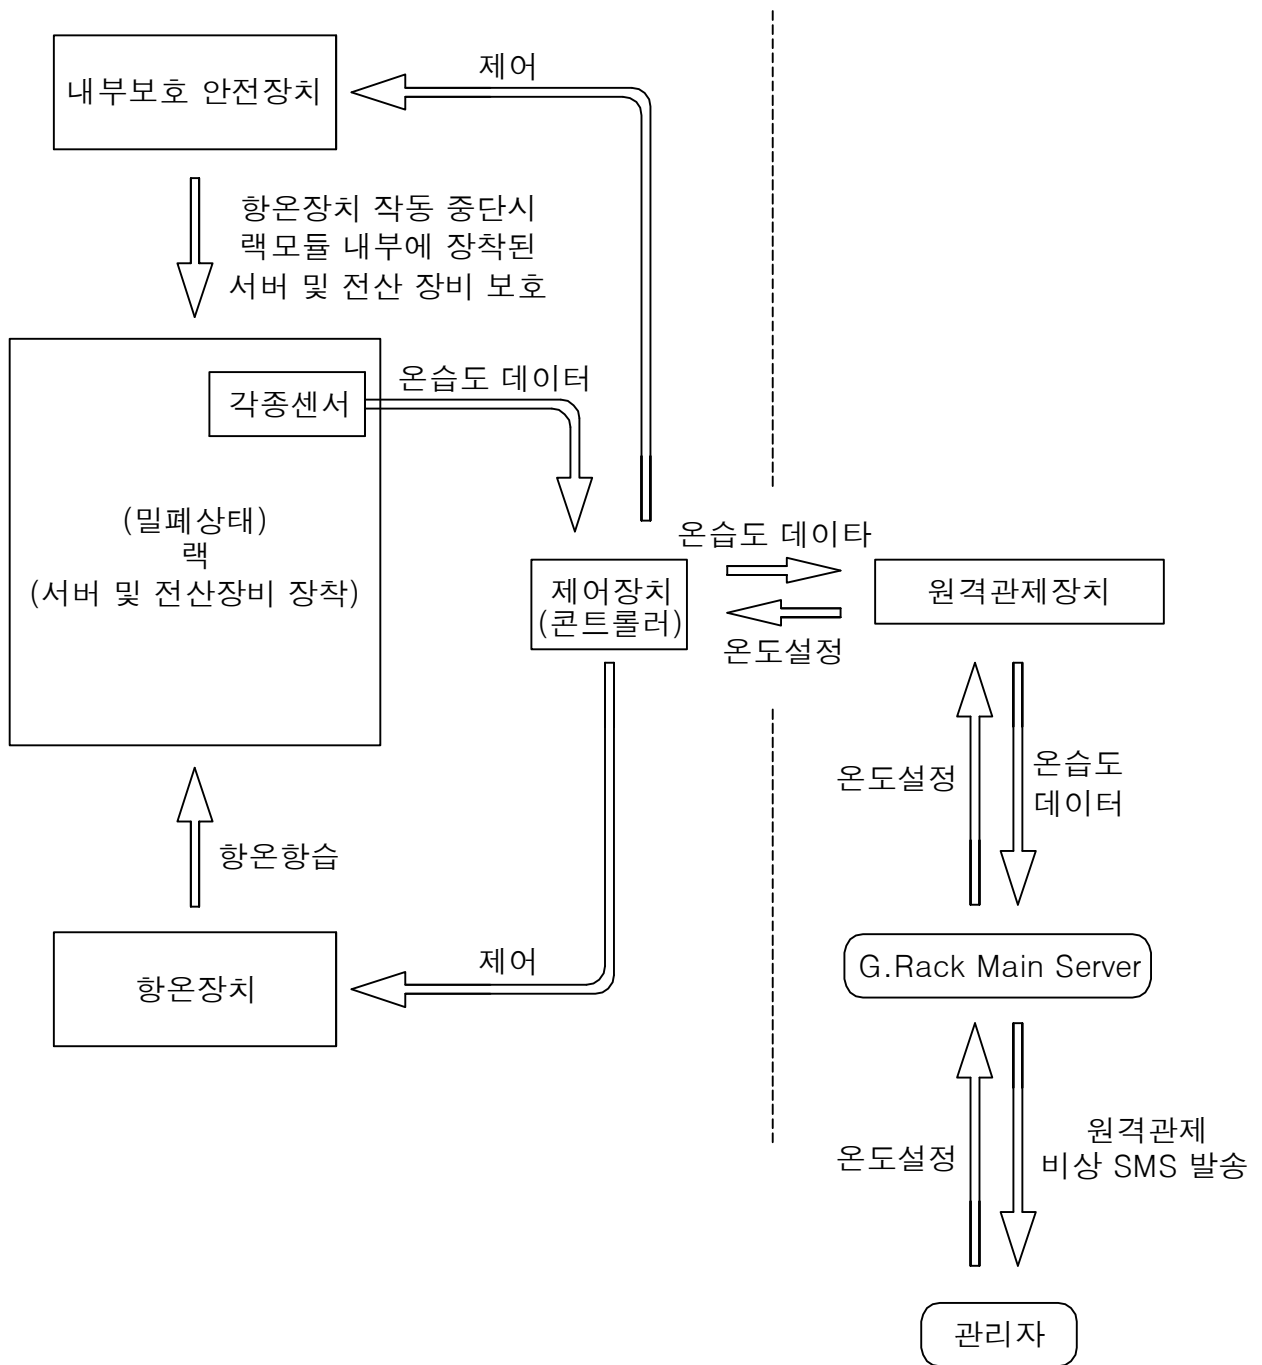 제어
내부보호 안전장치
항온장치 작동 중단시
랙모듈 내부에 장착된
서버 및 전산 장비 보호
온습도 데이터
각종센서
(밀폐상태)
랙
(서버 및 전산장비 장착)
온습도 데이타
제어장치
(콘트롤러)
원격관제장치
온도설정
온도설정
온습도
데이터
항온항습
제어
항온장치
G.Rack Main Server
온도설정
원격관제
비상 SMS 발송
관리자